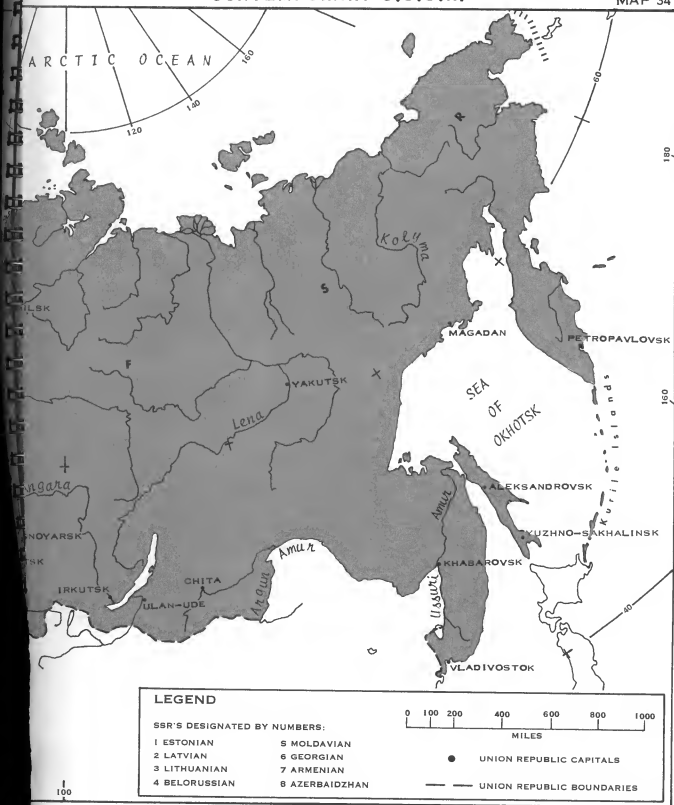 MAP 34
ARCTIC OCEAN
160
140
120
60
180
R
Kolyma
S
ILSK
MAGADAN
PETROPAVLOVSK
F
YAKUTSK
SEA
OF
OKHOTSK
160
Lena
Kurile Islands
ngara
ALEKSANDROVSK
Amur
NOYARSK
YUZHNO-SAKHALINSK
Amur
SK
KHABAROVSK
CHITA
IRKUTSK
Argun
Ussuri
ULAN-UDE
40
VLADIVOSTOK
LEGEND
SSR'S DESIGNATED BY NUMBERS:
1 ESTONIAN
2 LATVIAN
3 LITHUANIAN
4 BELORUSSIAN
5 MOLDAVIAN
6 GEORGIAN
7 ARMENIAN
8 AZERBAIDZHAN
0 100 200 400 600 800 1000
MILES
UNION REPUBLIC CAPITALS
UNION REPUBLIC BOUNDARIES
100